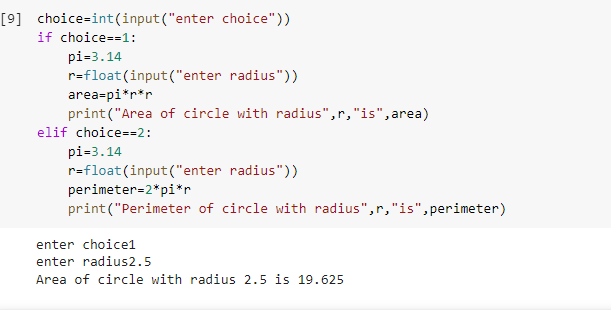 [9] choice=int(input("enter choice"))
if choice==1:
    pi=3.14
    r=float(input("enter radius"))
    area=pi*r*r
    print("Area of circle with radius",r,"is",area)
elif choice==2:
    pi=3.14
    r=float(input("enter radius"))
    perimeter=2*pi*r
    print("Perimeter of circle with radius",r,"is",perimeter)
enter choice1
enter radius2.5
Area of circle with radius 2.5 is 19.625